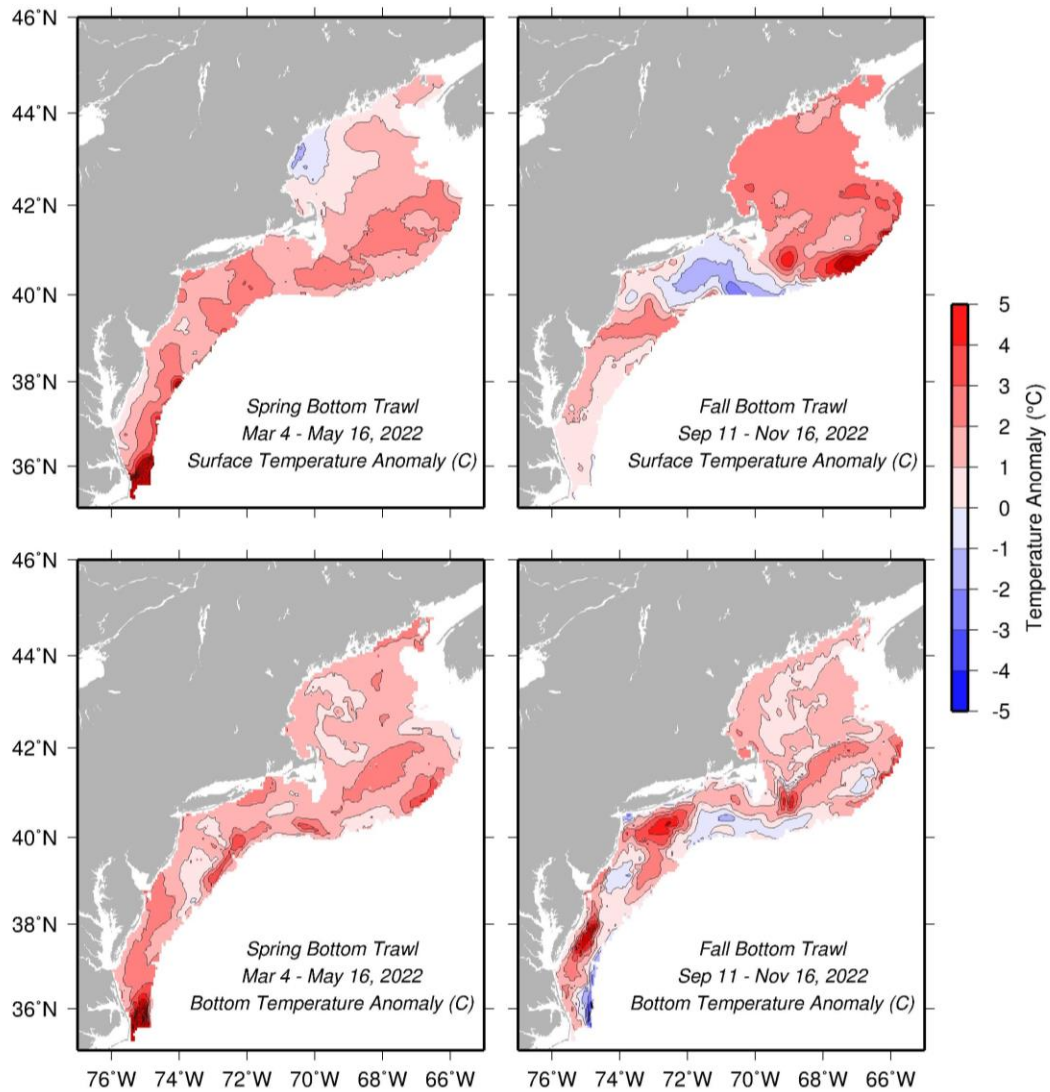 46°N
44°N
42°N
40°N
38°N
36°N
Spring Bottom Trawl
Mar 4 - May 16, 2022
Surface Temperature Anomaly (C)
Fall Bottom Trawl
Sep 11 - Nov 16, 2022
Surface Temperature Anomaly (C)
5
4
3
2
1
0
-1
-2
-3
-4
-5
Temperature Anomaly (°C)
46°N
44°N
42°N
40°N
38°N
36°N
Spring Bottom Trawl
Mar 4 - May 16, 2022
Bottom Temperature Anomaly (C)
Fall Bottom Trawl
Sep 11 - Nov 16, 2022
Bottom Temperature Anomaly (C)
76°W 74°W 72°W 70°W 68°W 66°W
76°W 74°W 72°W 70°W 68°W 66°W